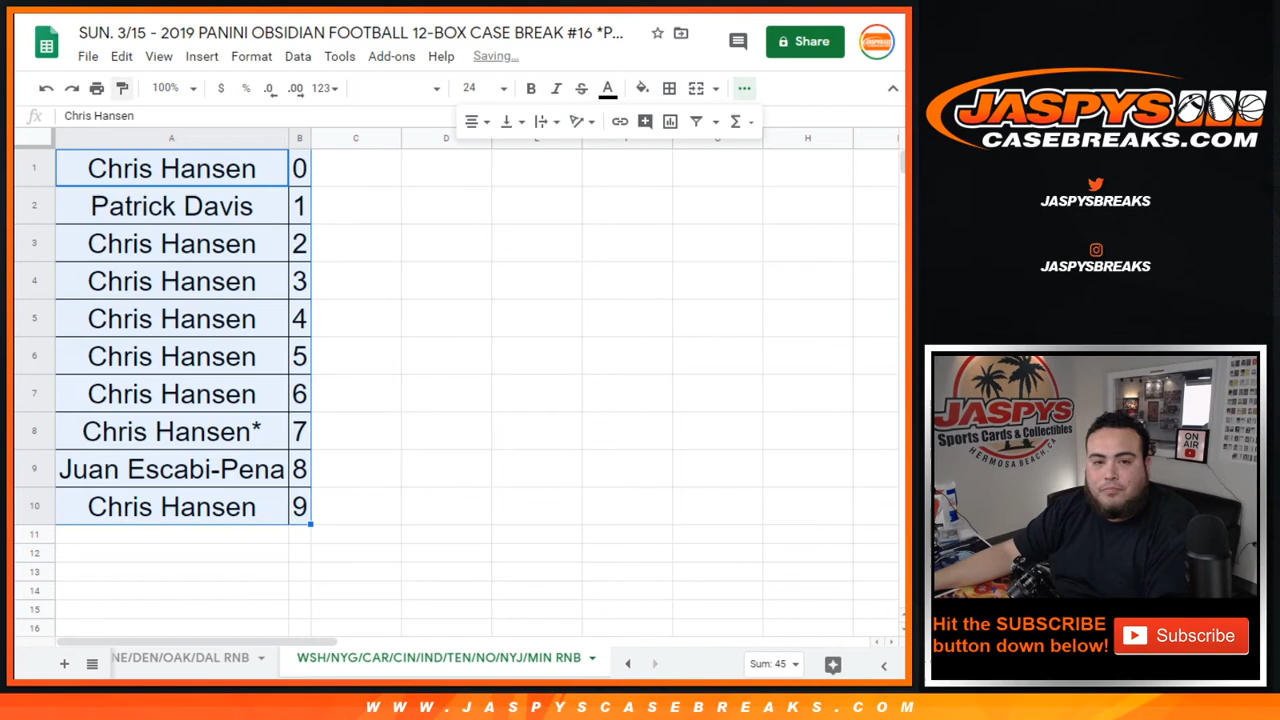 SUN. 3/15 - 2019 PANINI OBSIDIAN FOOTBALL 12-BOX CASE BREAK #16 *P...
File Edit View Insert Format Data Tools Add-ons Help Saving...
Share
100% $ % .0 .00 123 24 B I S A
fx Chris Hansen
A B C D E F G H
1 Chris Hansen 0
2 Patrick Davis 1
3 Chris Hansen 2
4 Chris Hansen 3
5 Chris Hansen 4
6 Chris Hansen 5
7 Chris Hansen 6
8 Chris Hansen* 7
9 Juan Escabi-Pena 8
10 Chris Hansen 9
11
12
13
14
15
16
NE/DEN/OAK/DAL RNB WSH/NYG/CAR/CIN/IND/TEN/NO/NYJ/MIN RNB Sum: 45
JASPYS
CASEBREAKS.COM
JASPYSBREAKS
JASPYSBREAKS
JASPYS
Sports Cards & Collectibles
HERMOSA BEACH, CA
ON
AIR
Hit the SUBSCRIBE
button down below!
Subscribe
WWW.JASPYSCASEBREAKS.COM